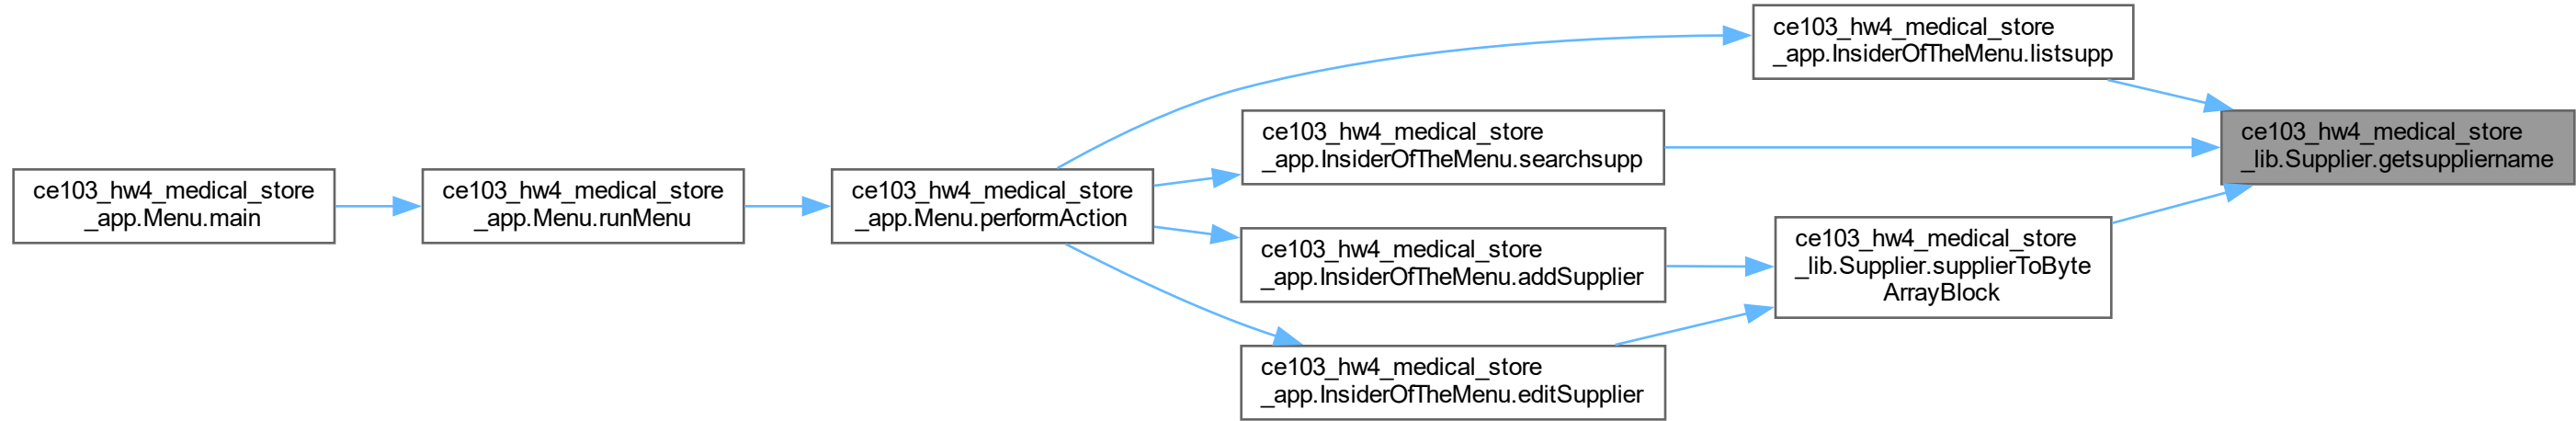 ce103_hw4_medical_store
_app.Menu.main
ce103_hw4_medical_store
_app.Menu.runMenu
ce103_hw4_medical_store
_app.Menu.performAction
ce103_hw4_medical_store
_app.InsiderOfTheMenu.listsupp
ce103_hw4_medical_store
_app.InsiderOfTheMenu.searchsupp
ce103_hw4_medical_store
_app.InsiderOfTheMenu.addSupplier
ce103_hw4_medical_store
_app.InsiderOfTheMenu.editSupplier
ce103_hw4_medical_store
_lib.Supplier.supplierToByte
ArrayBlock
ce103_hw4_medical_store
_lib.Supplier.getsuppliername